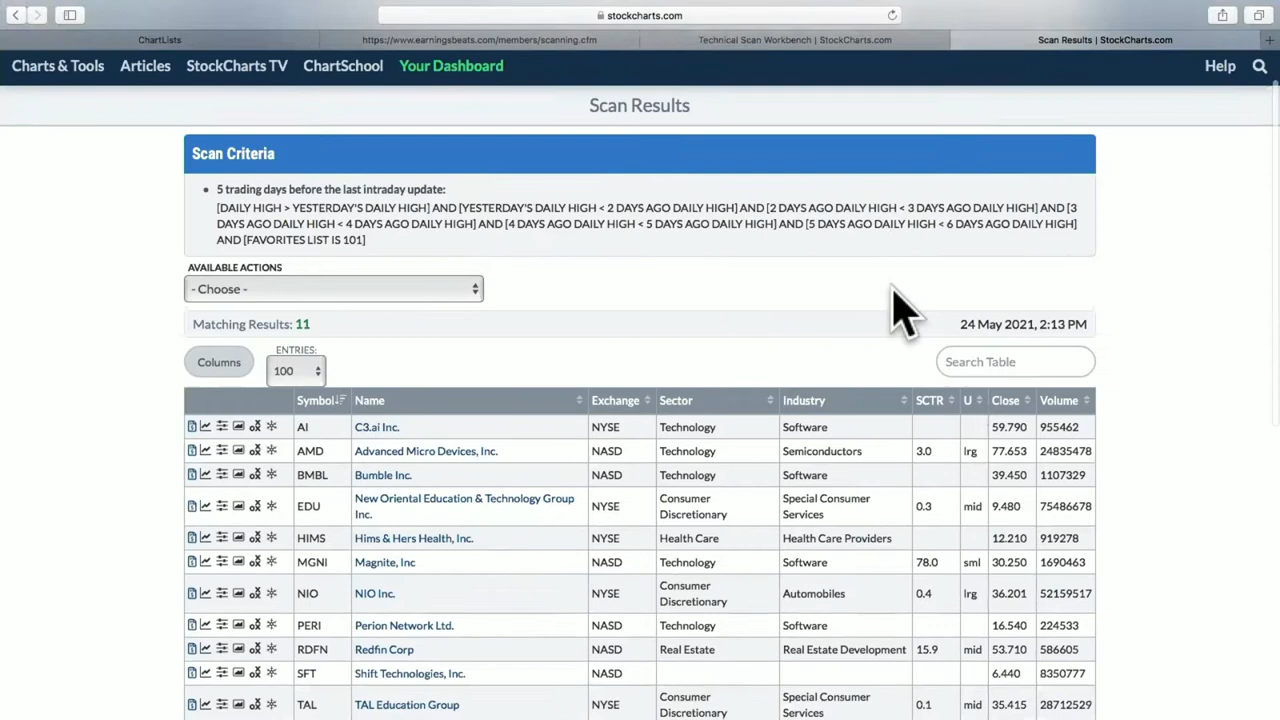 stockcharts.com
ChartLists
https://www.earningsbeats.com/members/scanning.cfm
Technical Scan Workbench | StockCharts.com
Scan Results | StockCharts.com
Charts & Tools Articles StockCharts TV ChartSchool Your Dashboard Help
Scan Results
Scan Criteria
5 trading days before the last intraday update:
[DAILY HIGH > YESTERDAY'S DAILY HIGH] AND [YESTERDAY'S DAILY HIGH < 2 DAYS AGO DAILY HIGH] AND [2 DAYS AGO DAILY HIGH < 3 DAYS AGO DAILY HIGH] AND [3
DAYS AGO DAILY HIGH < 4 DAYS AGO DAILY HIGH] AND [4 DAYS AGO DAILY HIGH < 5 DAYS AGO DAILY HIGH] AND [5 DAYS AGO DAILY HIGH < 6 DAYS AGO DAILY HIGH]
AND [FAVORITES LIST IS 101]
AVAILABLE ACTIONS
- Choose -
Matching Results: 11 24 May 2021, 2:13 PM
ENTRIES:
Columns 100 Search Table
Symbol Name Exchange Sector Industry SCTR U Close Volume
AI C3.ai Inc. NYSE Technology Software 59.790 955462
AMD Advanced Micro Devices, Inc. NASD Technology Semiconductors 3.0 lrg 77.653 24835478
BMBL Bumble Inc. NASD Technology Software 39.450 1107329
EDU New Oriental Education & Technology Group Inc. NYSE Consumer Discretionary Special Consumer Services 0.3 mid 9.480 75486678
HIMS Hims & Hers Health, Inc. NYSE Health Care Health Care Providers 12.210 919278
MGNI Magnite, Inc NASD Technology Software 78.0 sml 30.250 1690463
NIO NIO Inc. NYSE Consumer Discretionary Automobiles 0.4 lrg 36.201 52159517
PERI Perion Network Ltd. NASD Technology Software 16.540 224533
RDFN Redfin Corp NASD Real Estate Real Estate Development 15.9 mid 53.710 586605
SFT Shift Technologies, Inc. NASD 6.440 8350777
TAL TAL Education Group NYSE Consumer Discretionary Special Consumer Services 0.1 mid 35.415 28712529